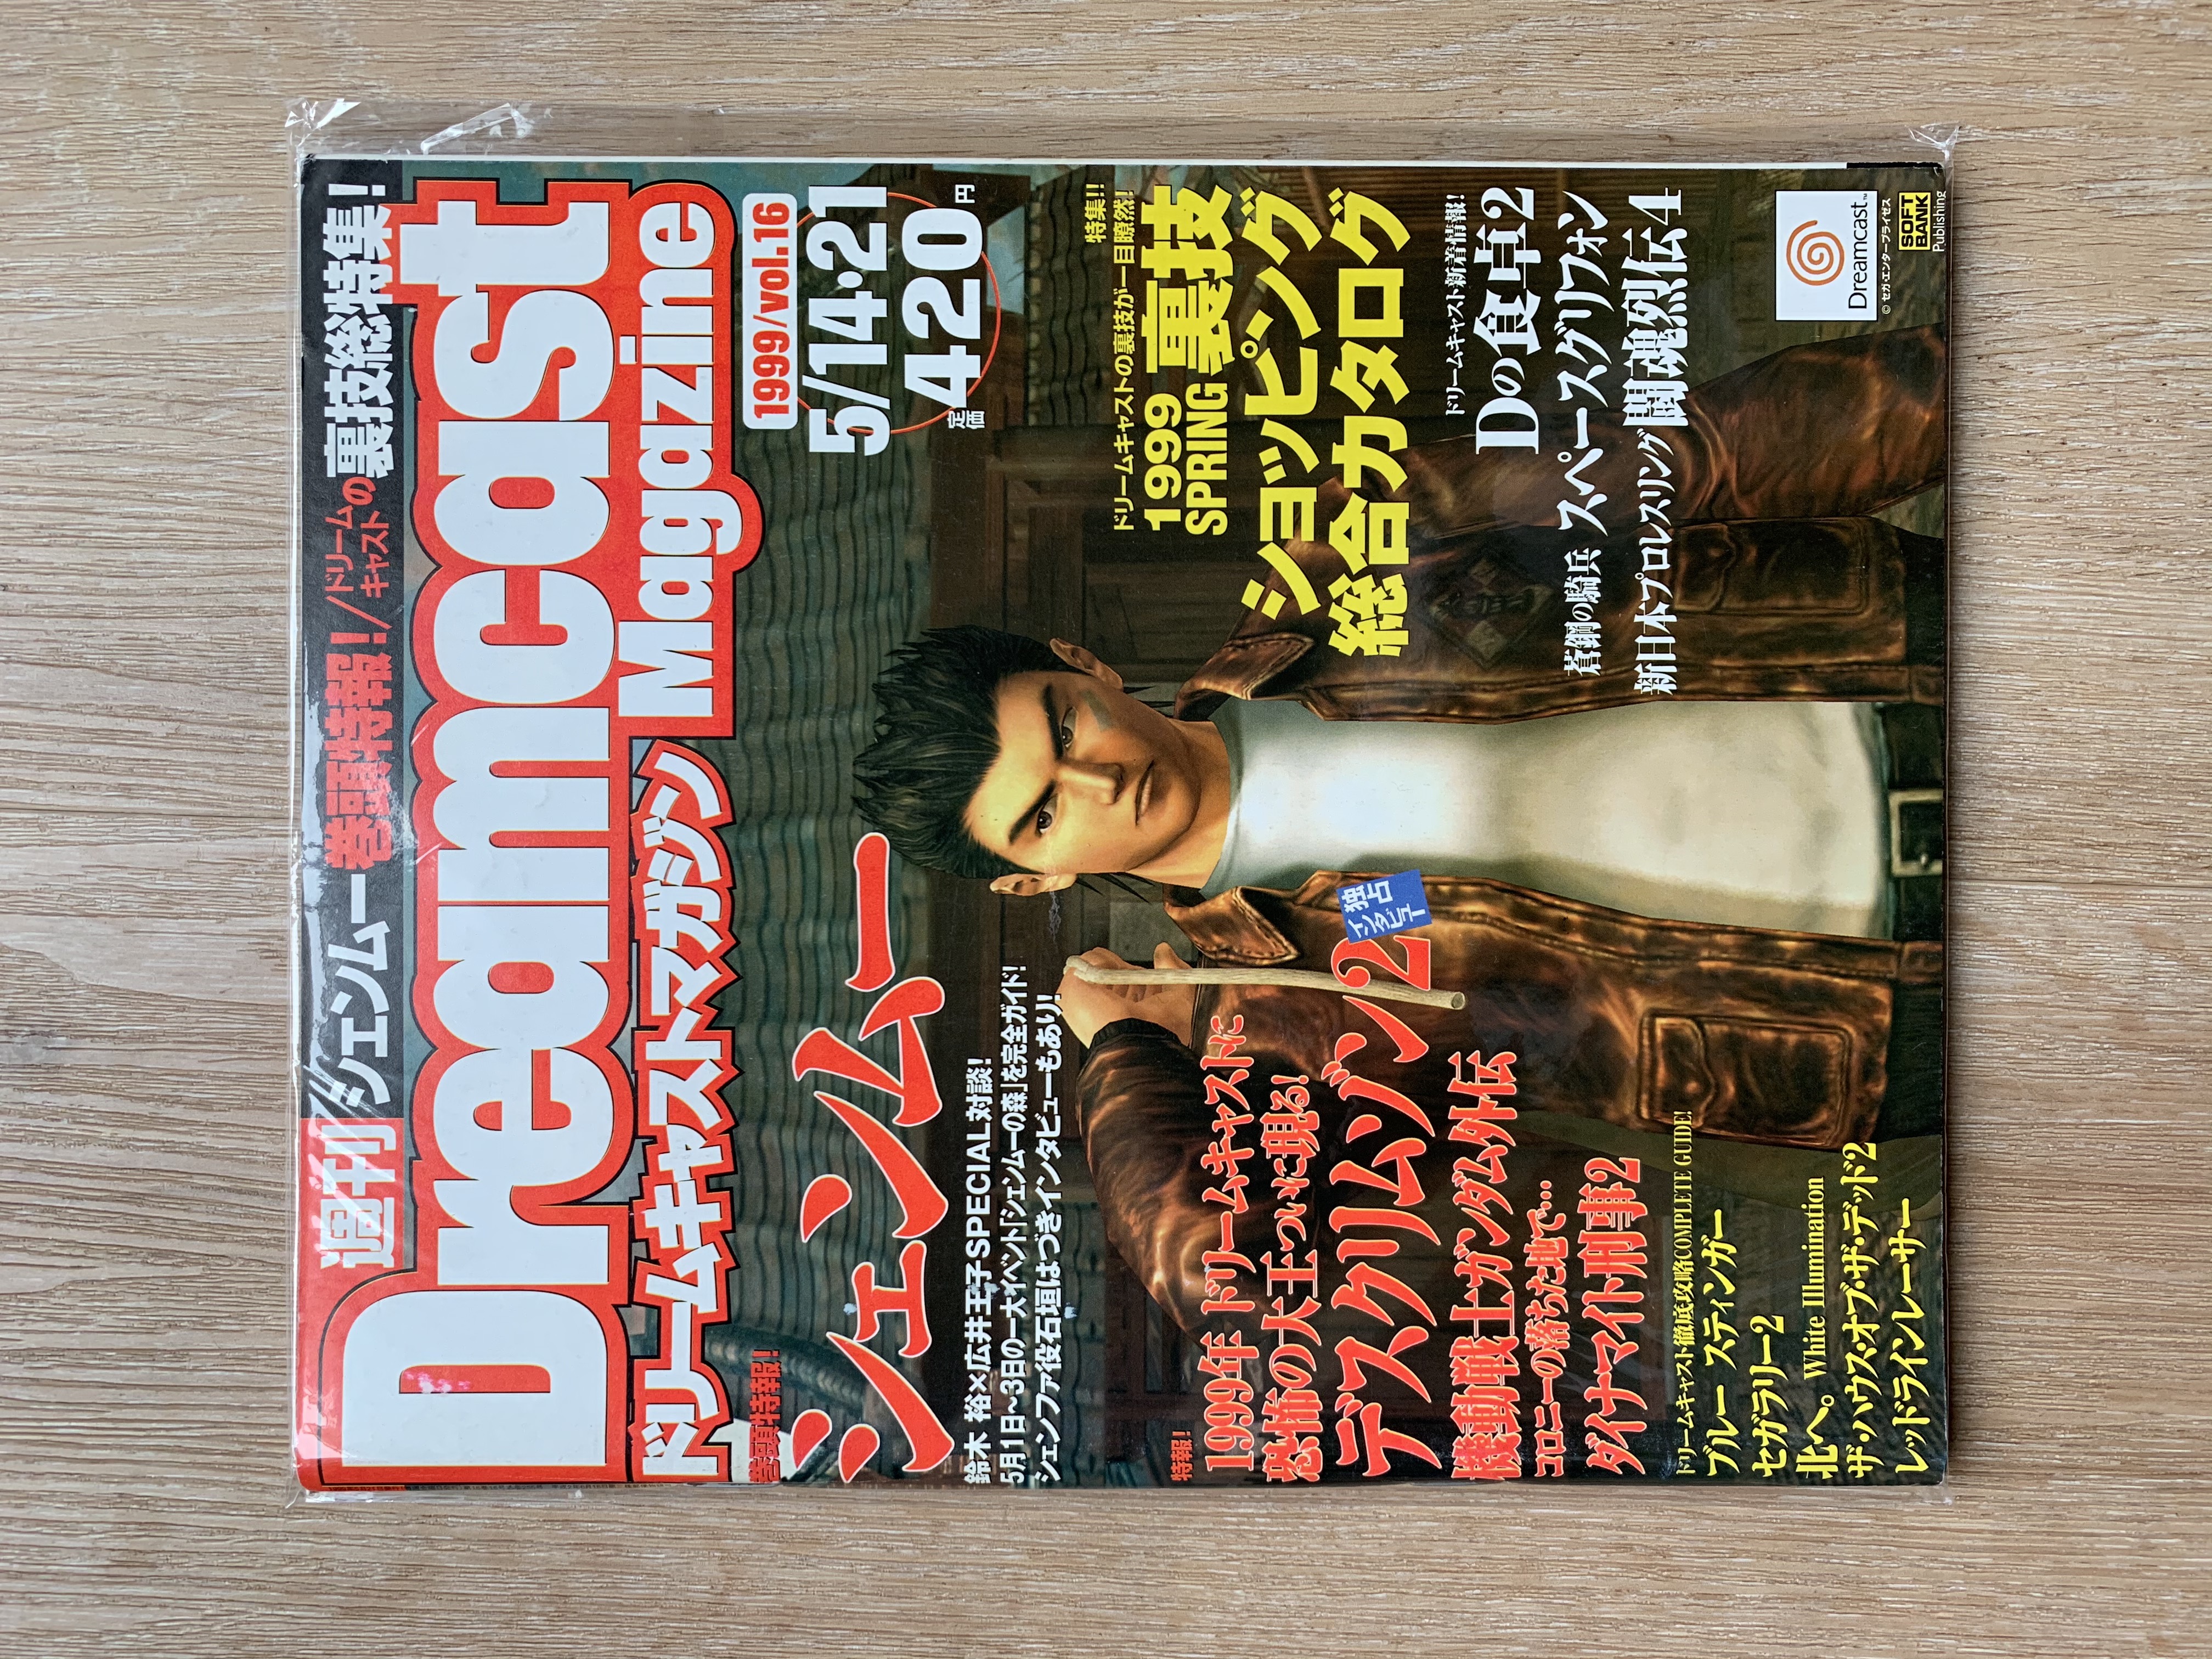 週刊
シェンムー巻頭特報!/ドリームキャストの裏技総特集!
Dreamcast
Magazine
ドリームキャストマガジン
1999/vol.16
5/14・21
定価420円
巻頭特報!
シェンムー
鈴木 裕×広井王子SPECIAL対談!
5月1日〜3日の一大イベント「シェンムーの森」を完全ガイド!
シェンファ役石垣はづきインタビューもあり!
特集!!
ドリームキャストの裏技が一目瞭然!
1999
SPRING
裏技
ショッピング
総合カタログ
特報!
1999年 ドリームキャストに
恐怖の大王ついに現る!
デスクリムゾン2
独占
インタビュー
機動戦士ガンダム外伝
コロニーの落ちた地で…
ダイナマイト刑事2
ドリームキャスト新着情報!
Dの食卓2
蒼鋼の騎兵 スペースグリフォン
新日本プロレスリング闘魂烈伝4
ドリームキャスト徹底攻略COMPLETE GUIDE!
ブルー スティンガー
セガラリー2
北へ。White Illumination
ザ・ハウス・オブ・ザ・デッド2
レッドラインレーサー
Dreamcast™
© セガ・エンタープライゼス
SOFT
BANK
Publishing